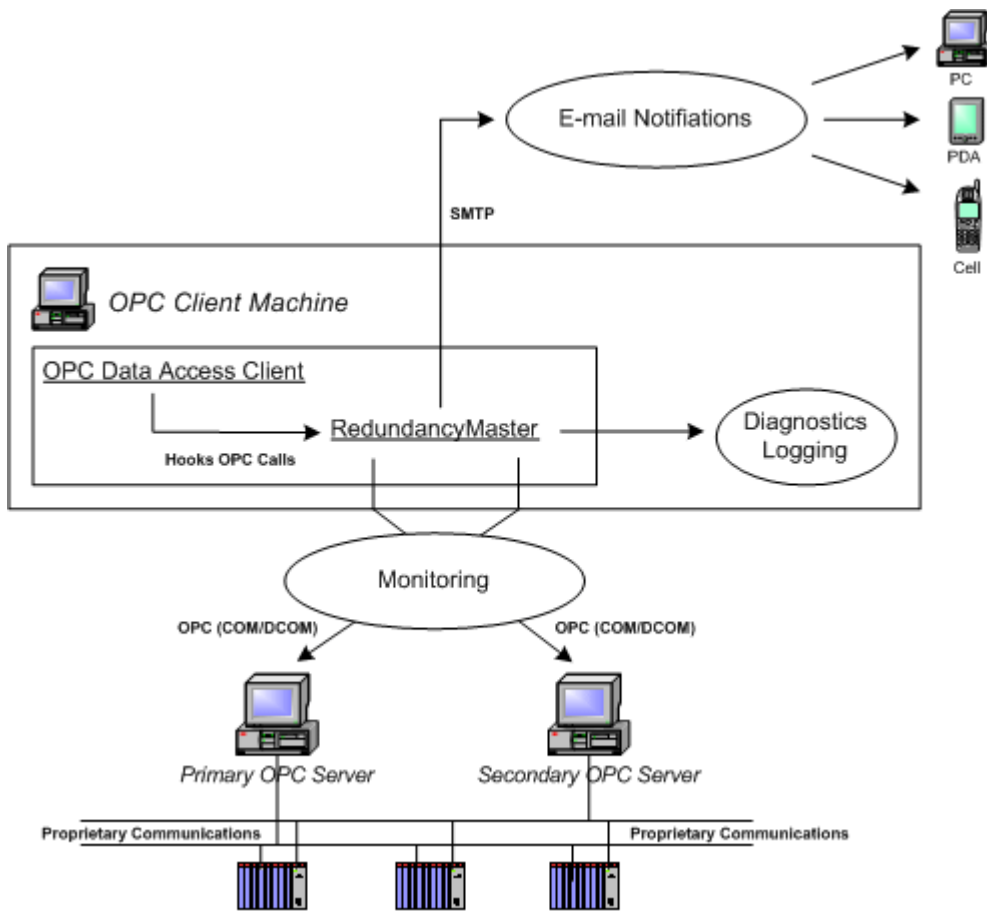 PC
E-mail Notifiations
PDA
SMTP
Cell
OPC Client Machine
OPC Data Access Client
RedundancyMaster
Hooks OPC Calls
Diagnostics
Logging
Monitoring
OPC (COM/DCOM)
OPC (COM/DCOM)
Primary OPC Server
Secondary OPC Server
Proprietary Communications
Proprietary Communications